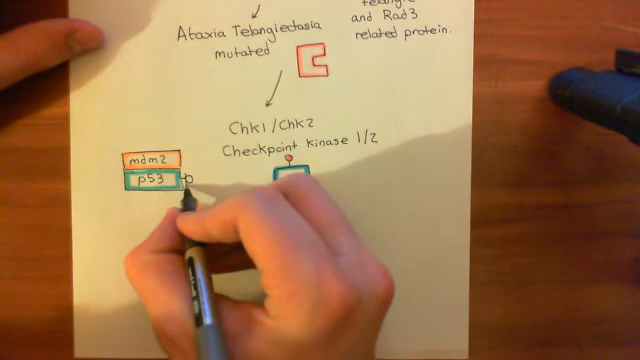 Ataxia Telangiectasia
mutated
and Rad3
related protein.
Chk1/Chk2
Checkpoint Kinase 1/2
mdm2
p53